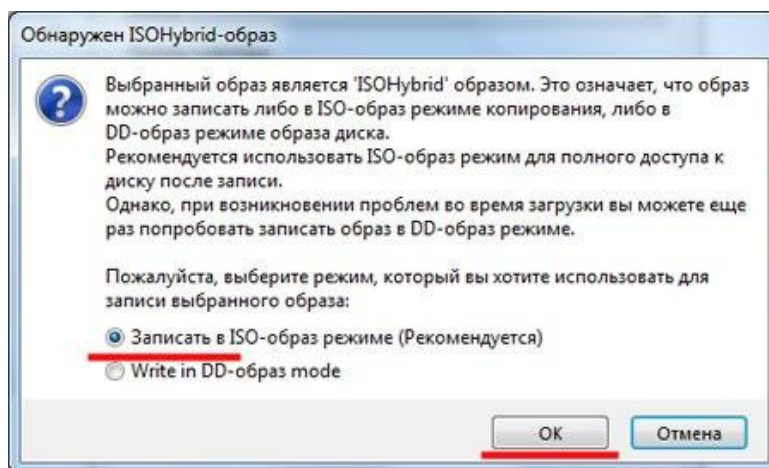 Обнаружен ISOHybrid-образ
Выбранный образ является 'ISOHybrid' образом. Это означает, что образ
можно записать либо в ISO-образ режиме копирования, либо в
DD-образ режиме образа диска.
Рекомендуется использовать ISO-образ режим для полного доступа к
диску после записи.
Однако, при возникновении проблем во время загрузки вы можете еще
раз попробовать записать образ в DD-образ режиме.
Пожалуйста, выберите режим, который вы хотите использовать для
записи выбранного образа:
Записать в ISO-образ режиме (Рекомендуется)
Write in DD-образ mode
OK Отмена